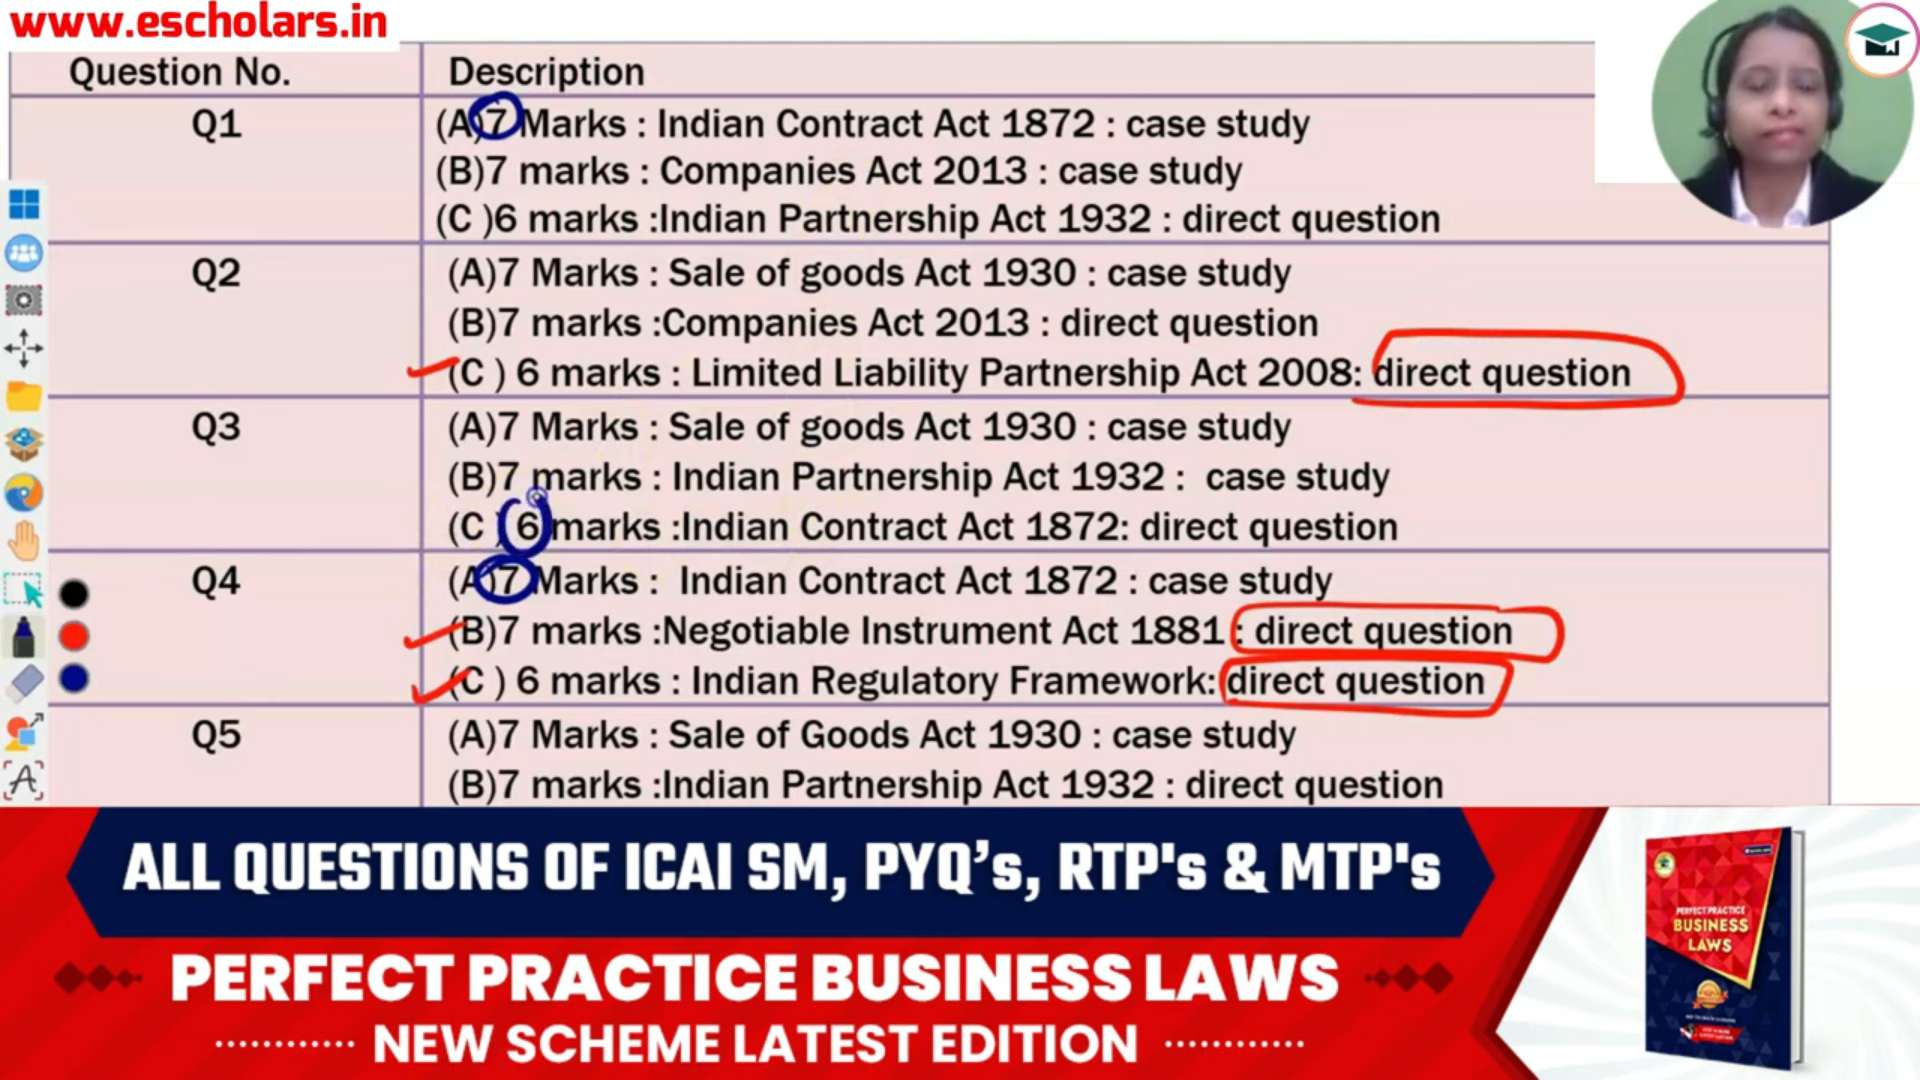 www.escholars.in
Question No. Description
Q1 (A)7 Marks : Indian Contract Act 1872 : case study
(B)7 marks : Companies Act 2013 : case study
(C )6 marks :Indian Partnership Act 1932 : direct question
Q2 (A)7 Marks : Sale of goods Act 1930 : case study
(B)7 marks :Companies Act 2013 : direct question
(C ) 6 marks : Limited Liability Partnership Act 2008: direct question
Q3 (A)7 Marks : Sale of goods Act 1930 : case study
(B)7 marks : Indian Partnership Act 1932 : case study
(C ) 6 marks :Indian Contract Act 1872: direct question
Q4 (A)7 Marks : Indian Contract Act 1872 : case study
(B)7 marks :Negotiable Instrument Act 1881 : direct question
(C ) 6 marks : Indian Regulatory Framework: direct question
Q5 (A)7 Marks : Sale of Goods Act 1930 : case study
(B)7 marks :Indian Partnership Act 1932 : direct question
ALL QUESTIONS OF ICAI SM, PYQ’s, RTP's & MTP's
PERFECT PRACTICE BUSINESS LAWS
NEW SCHEME LATEST EDITION
PERFECT PRACTICE
BUSINESS
LAWS